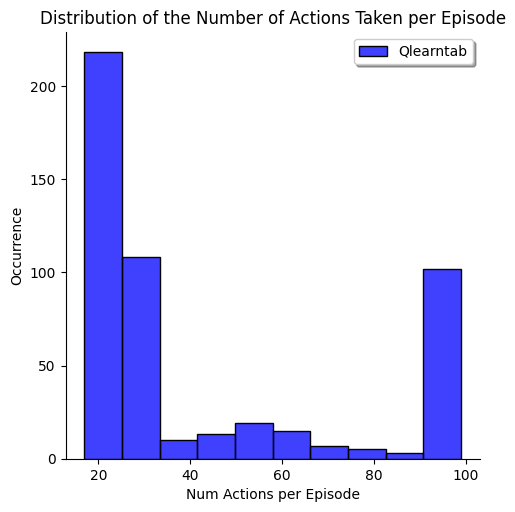 Distribution of the Number of Actions Taken per Episode
Qlearntab
200
150
100
50
0
Occurrence
20 40 60 80 100
Num Actions per Episode